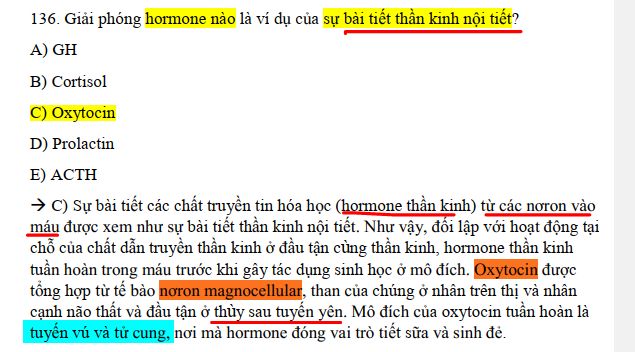 136. Giải phóng hormone nào là ví dụ của sự bài tiết thần kinh nội tiết?
A) GH
B) Cortisol
C) Oxytocin
D) Prolactin
E) ACTH
→ C) Sự bài tiết các chất truyền tin hóa học (hormone thần kinh) từ các nơron vào
máu được xem như sự bài tiết thần kinh nội tiết. Như vậy, đối lập với hoạt động tại
chỗ của chất dẫn truyền thần kinh ở đầu tận cùng thần kinh, hormone thần kinh
tuần hoàn trong máu trước khi gây tác dụng sinh học ở mô đích. Oxytocin được
tổng hợp từ tế bào nơron magnocellular, than của chúng ở nhân trên thị và nhân
cạnh não thất và đầu tận ở thùy sau tuyến yên. Mô đích của oxytocin tuần hoàn là
tuyến vú và tử cung, nơi mà hormone đóng vai trò tiết sữa và sinh đẻ.